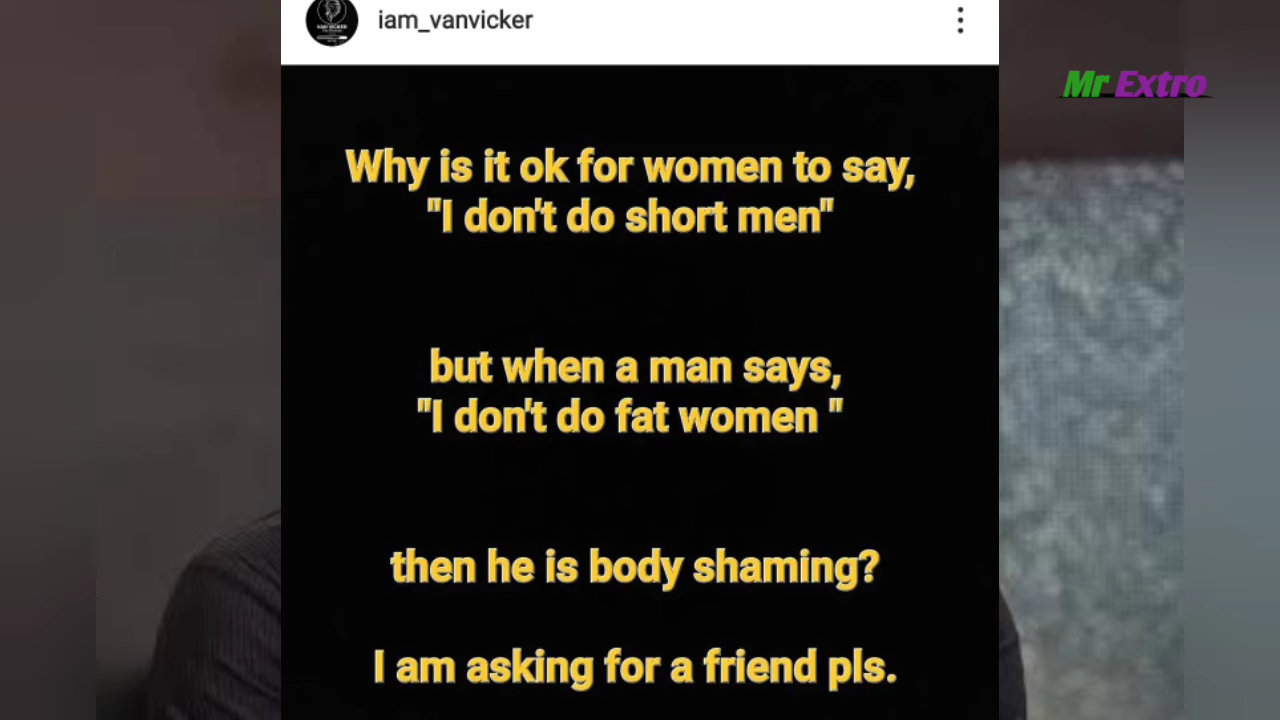 iam_vanvicker
Mr Extro
Why is it ok for women to say,
"I don't do short men"
but when a man says,
"I don't do fat women "
then he is body shaming?
I am asking for a friend pls.